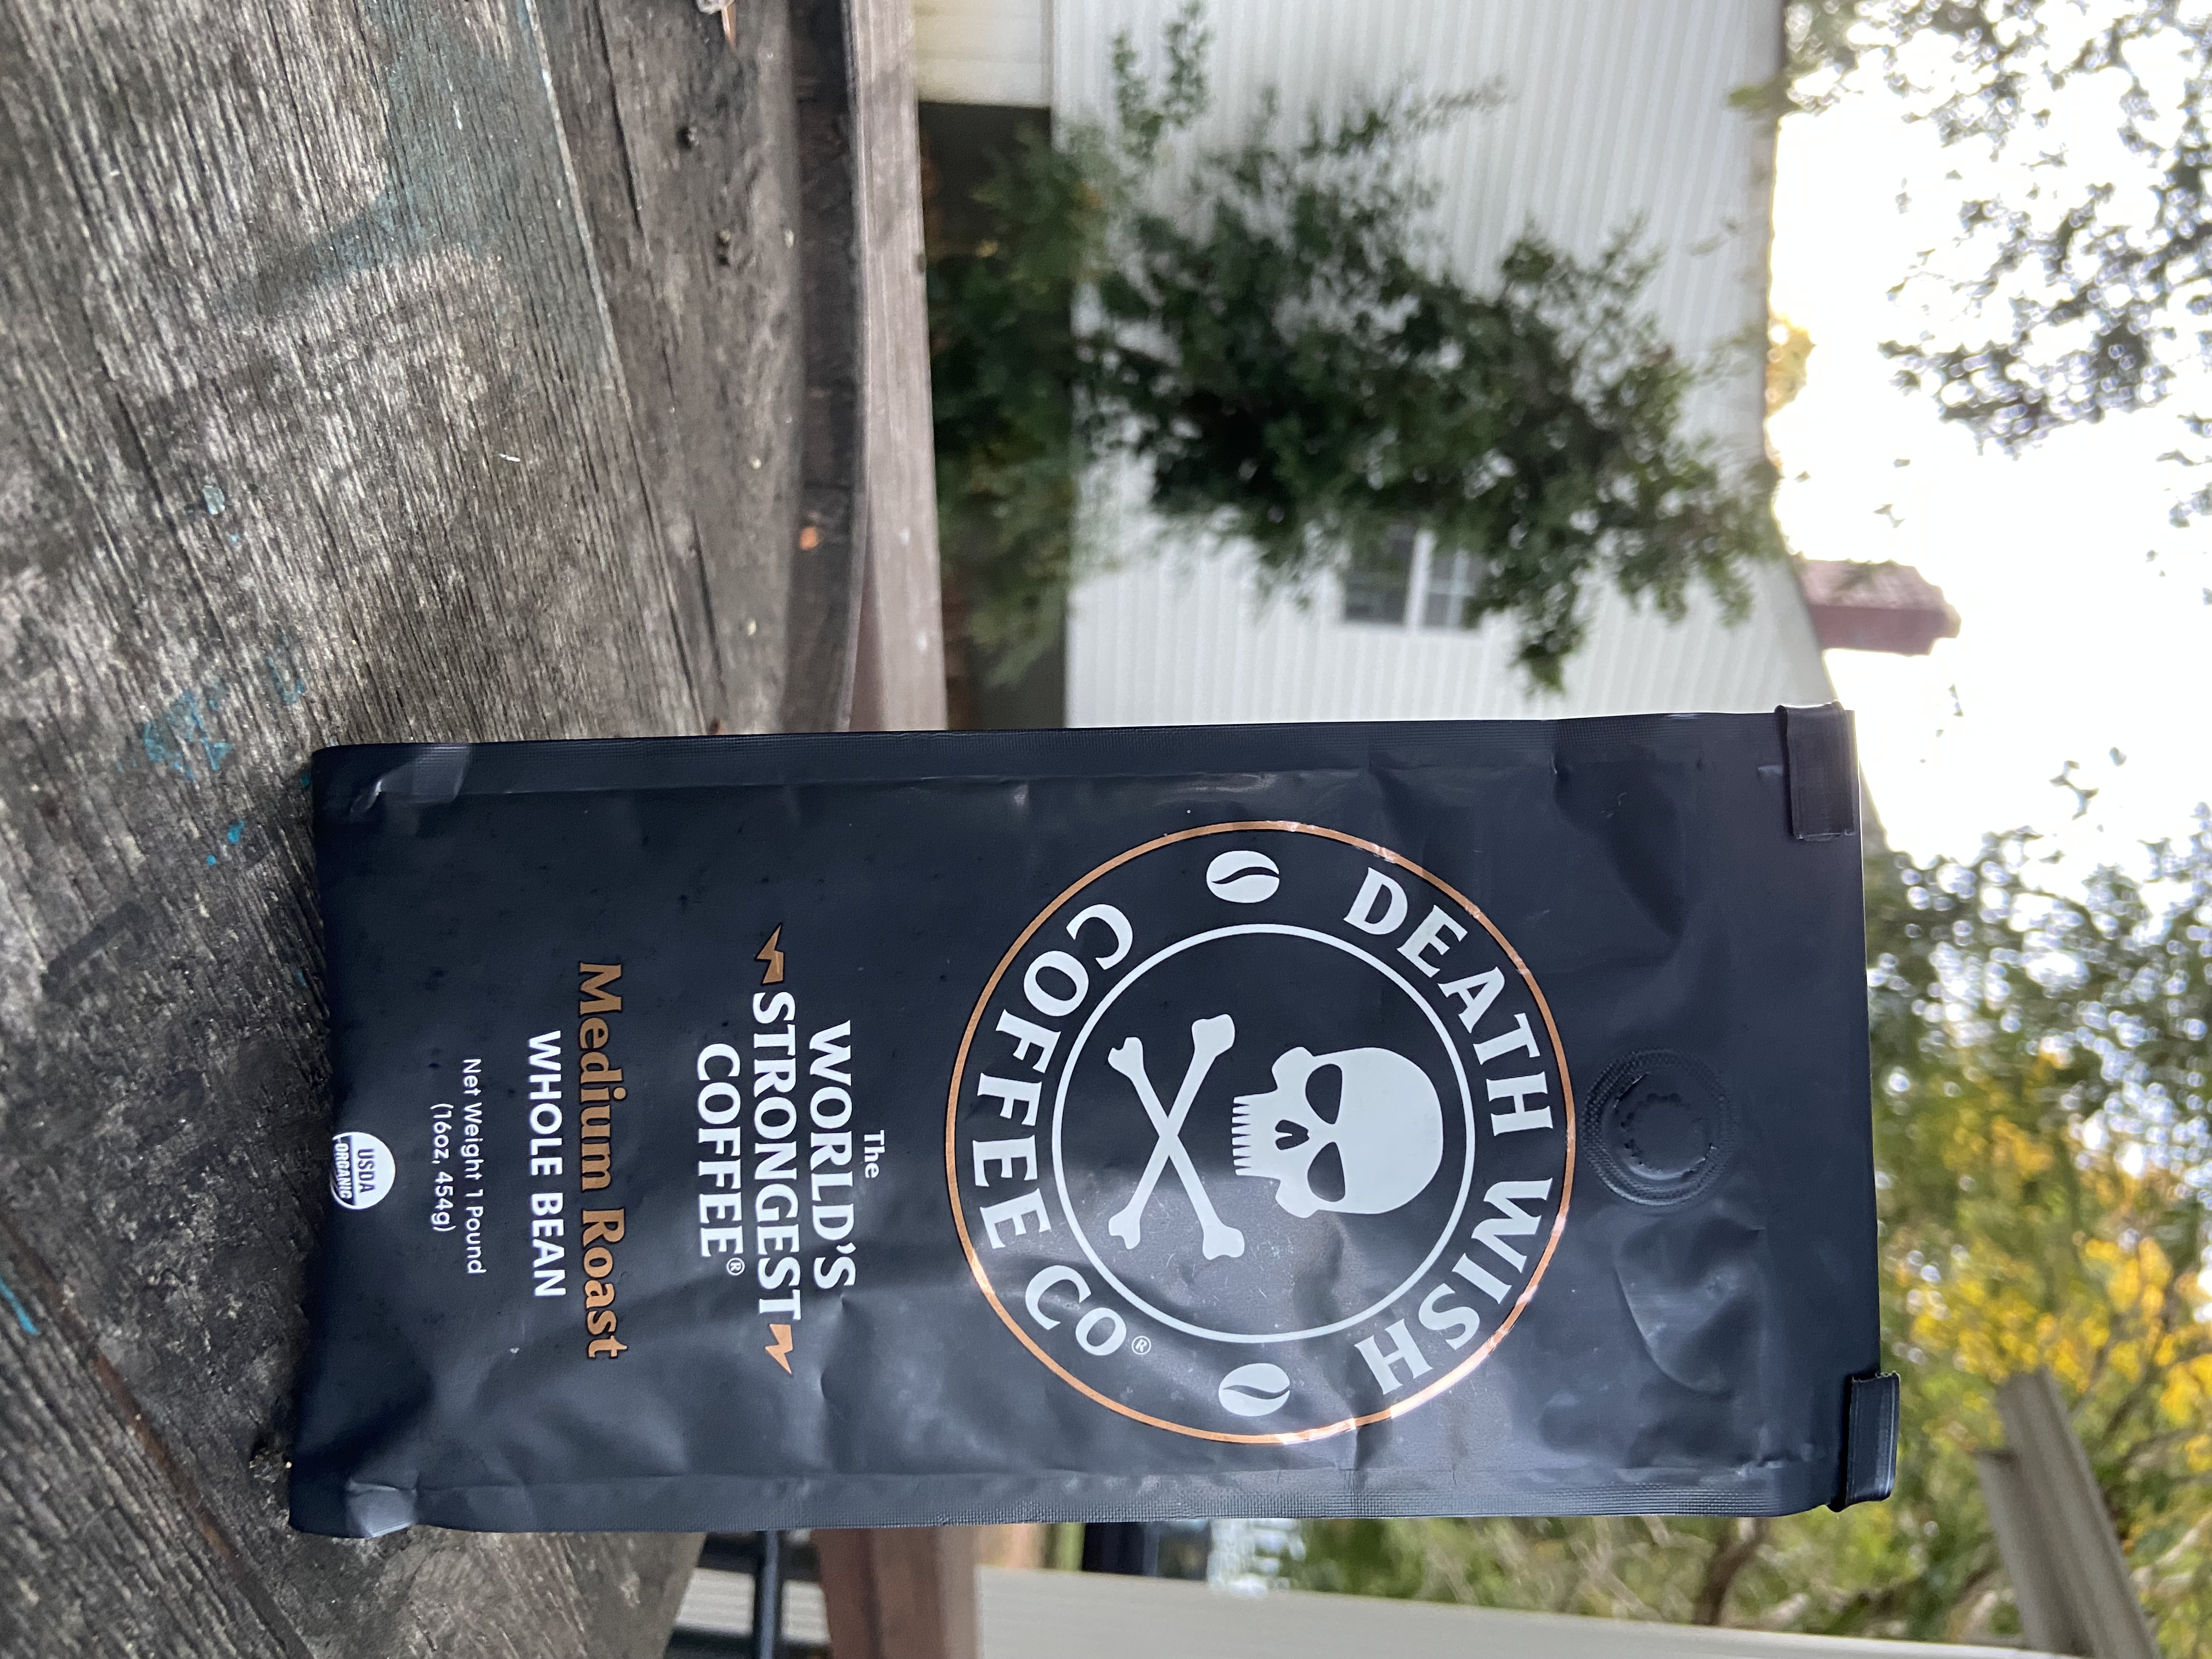 DEATH WISH
COFFEE CO®
The
WORLD'S
STRONGEST
COFFEE®
Medium Roast
WHOLE BEAN
Net Weight 1 Pound
(16oz, 454g)
USDA
ORGANIC